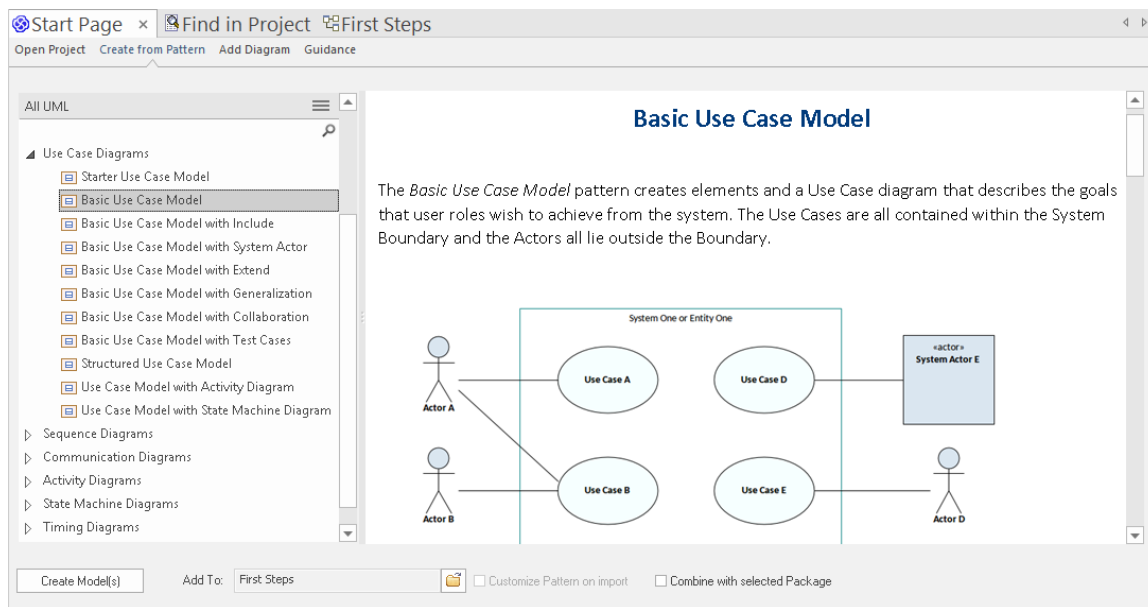 Start Page × Find in Project First Steps
Open Project Create from Pattern Add Diagram Guidance
All UML
Use Case Diagrams
Starter Use Case Model
Basic Use Case Model
Basic Use Case Model with Include
Basic Use Case Model with System Actor
Basic Use Case Model with Extend
Basic Use Case Model with Generalization
Basic Use Case Model with Collaboration
Basic Use Case Model with Test Cases
Structured Use Case Model
Use Case Model with Activity Diagram
Use Case Model with State Machine Diagram
Sequence Diagrams
Communication Diagrams
Activity Diagrams
State Machine Diagrams
Timing Diagrams
Basic Use Case Model
The Basic Use Case Model pattern creates elements and a Use Case diagram that describes the goals
that user roles wish to achieve from the system. The Use Cases are all contained within the System
Boundary and the Actors all lie outside the Boundary.
System One or Entity One
Actor A
Use Case A
Use Case D
«actor»
System Actor E
Actor B
Use Case B
Use Case E
Actor D
Create Model(s) Add To: First Steps Customize Pattern on import Combine with selected Package